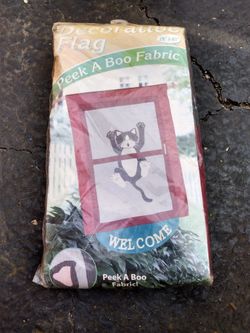 Decorative
Flag
Peek A Boo Fabric
WELCOME
Peek A Boo
Fabric!